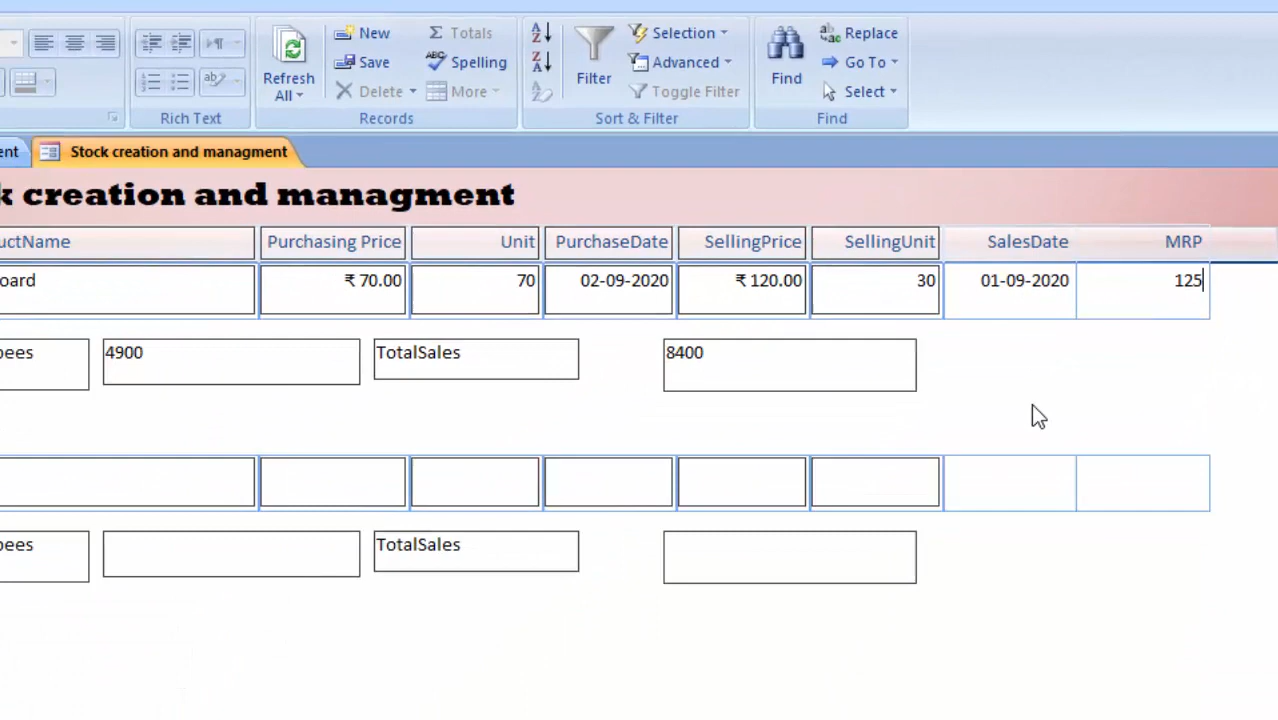 New
Save
Delete
Totals
Spelling
More
Refresh
All
Rich Text
Records
Filter
Selection
Advanced
Toggle Filter
Sort & Filter
Find
Replace
Go To
Select
Find
ent
Stock creation and managment
k creation and managment
uctName Purchasing Price Unit PurchaseDate SellingPrice SellingUnit SalesDate MRP
oard ₹ 70.00 70 02-09-2020 ₹ 120.00 30 01-09-2020 125
pees 4900 TotalSales 8400
pees TotalSales